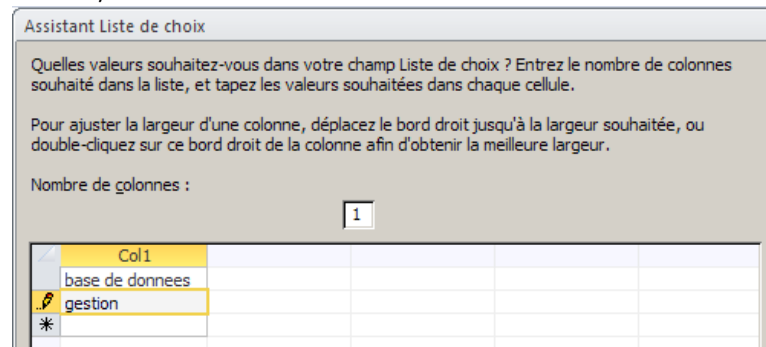 Assistant Liste de choix
Quelles valeurs souhaitez-vous dans votre champ Liste de choix ? Entrez le nombre de colonnes
souhaité dans la liste, et tapez les valeurs souhaitées dans chaque cellule.
Pour ajuster la largeur d'une colonne, déplacez le bord droit jusqu'à la largeur souhaitée, ou
double-cliquez sur ce bord droit de la colonne afin d'obtenir la meilleure largeur.
Nombre de colonnes :
1
Col1
base de donnees
gestion